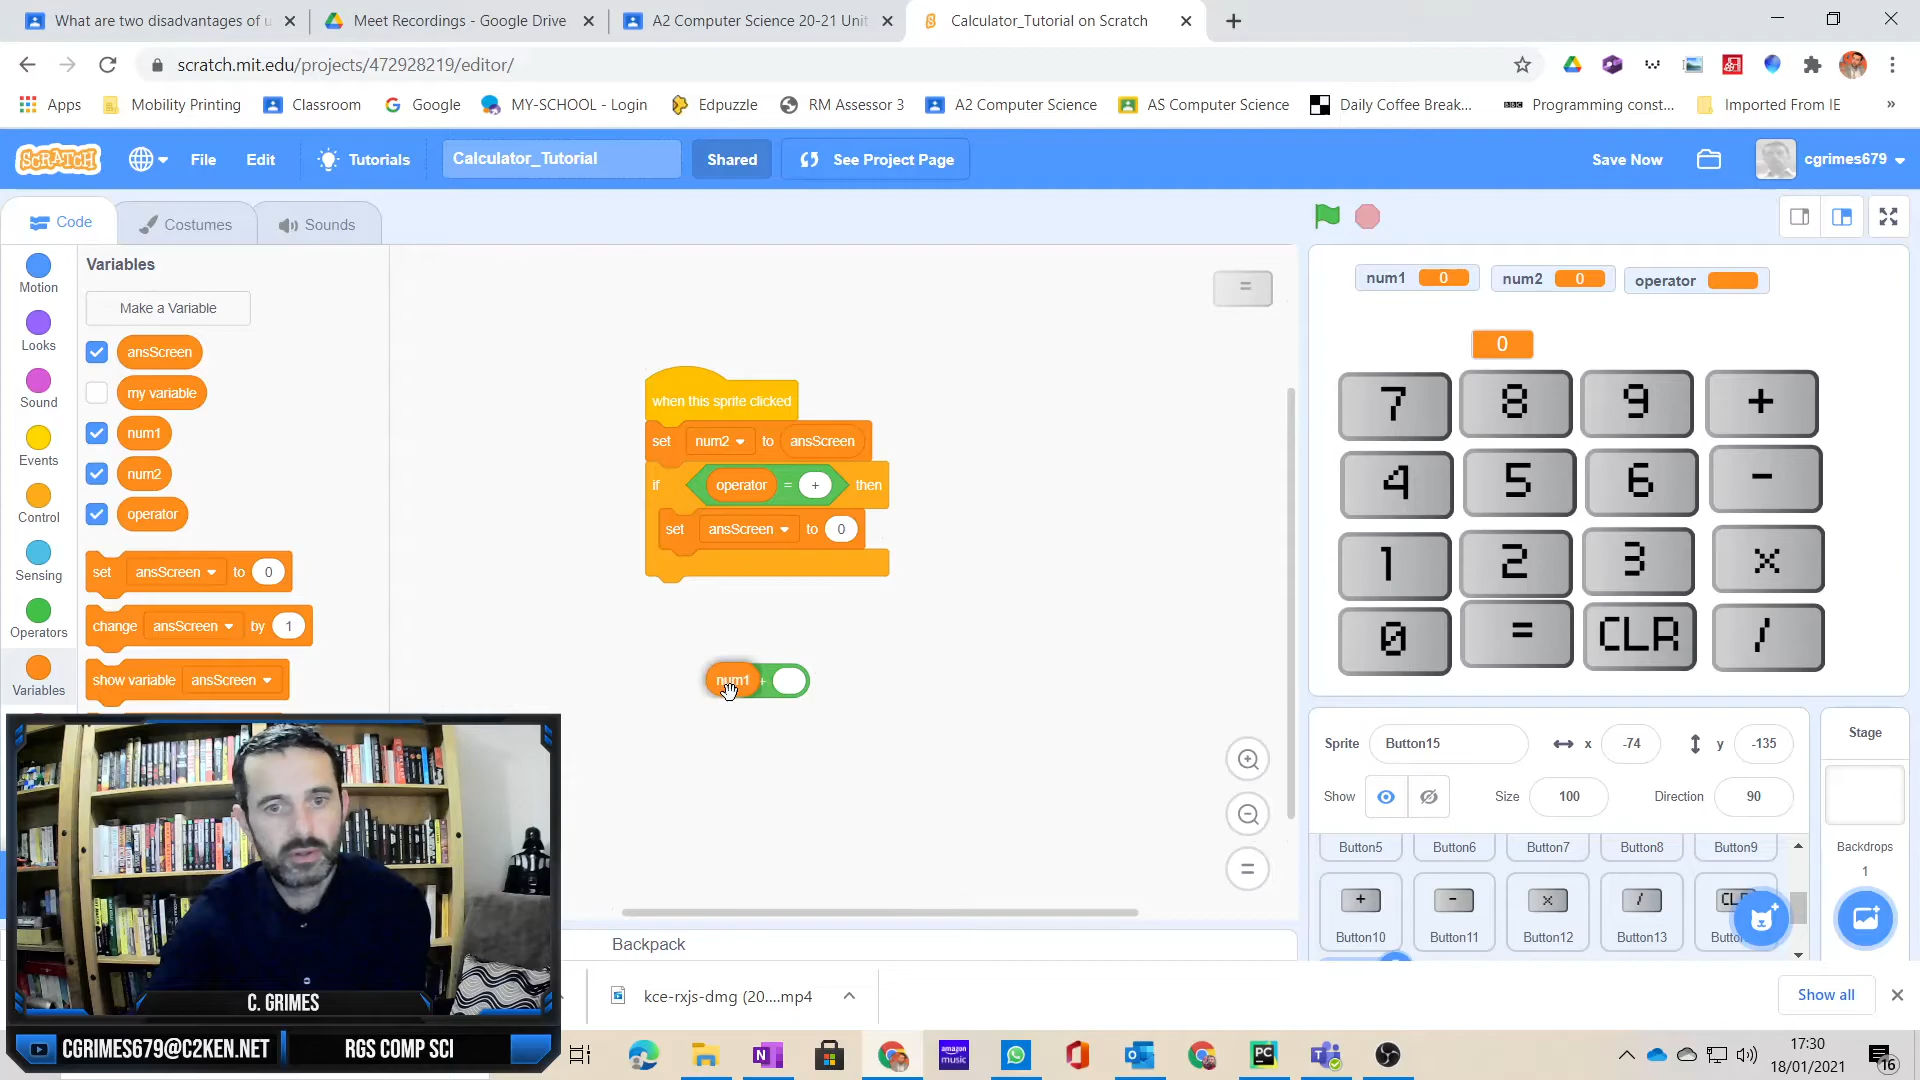 What are two disadvantages of u
Meet Recordings - Google Drive
A2 Computer Science 20-21 Unit
Calculator_Tutorial on Scratch
scratch.mit.edu/projects/472928219/editor/
Apps
Mobility Printing
Classroom
Google
MY-SCHOOL - Login
Edpuzzle
RM Assessor 3
A2 Computer Science
AS Computer Science
Daily Coffee Break...
Programming const...
Imported From IE
»
SCRATCH
File
Edit
Tutorials
Calculator_Tutorial
Shared
See Project Page
Save Now
cgrimes679
Code
Costumes
Sounds
Motion
Looks
Sound
Events
Control
Sensing
Operators
Variables
Variables
Make a Variable
ansScreen
my variable
num1
num2
operator
set ansScreen to 0
change ansScreen by 1
show variable ansScreen
=
when this sprite clicked
set num2 to ansScreen
if operator = + then
set ansScreen to 0
num1 +
num1 0
num2 0
operator
0
7 8 9 +
4 5 6 -
1 2 3 x
0 = CLR /
Sprite Button15
x -74
y -135
Show
Size 100
Direction 90
Stage
Backdrops
1
Button5
Button6
Button7
Button8
Button9
+
-
x
/
Button10
Button11
Button12
Button13
Backpack
C. GRIMES
CGRIMES679@C2KEN.NET
RGS COMP SCI
kce-rxjs-dmg (20....mp4
Show all
amazon music
PC
17:30
18/01/2021
16